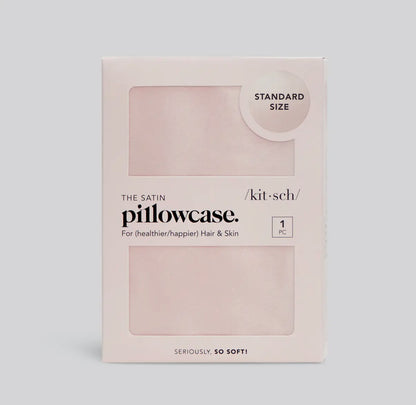 STANDARD
SIZE
THE SATIN
/kit·sch/
pillowcase.
1
PC
For (healthier/happier) Hair & Skin
SERIOUSLY, SO SOFT!